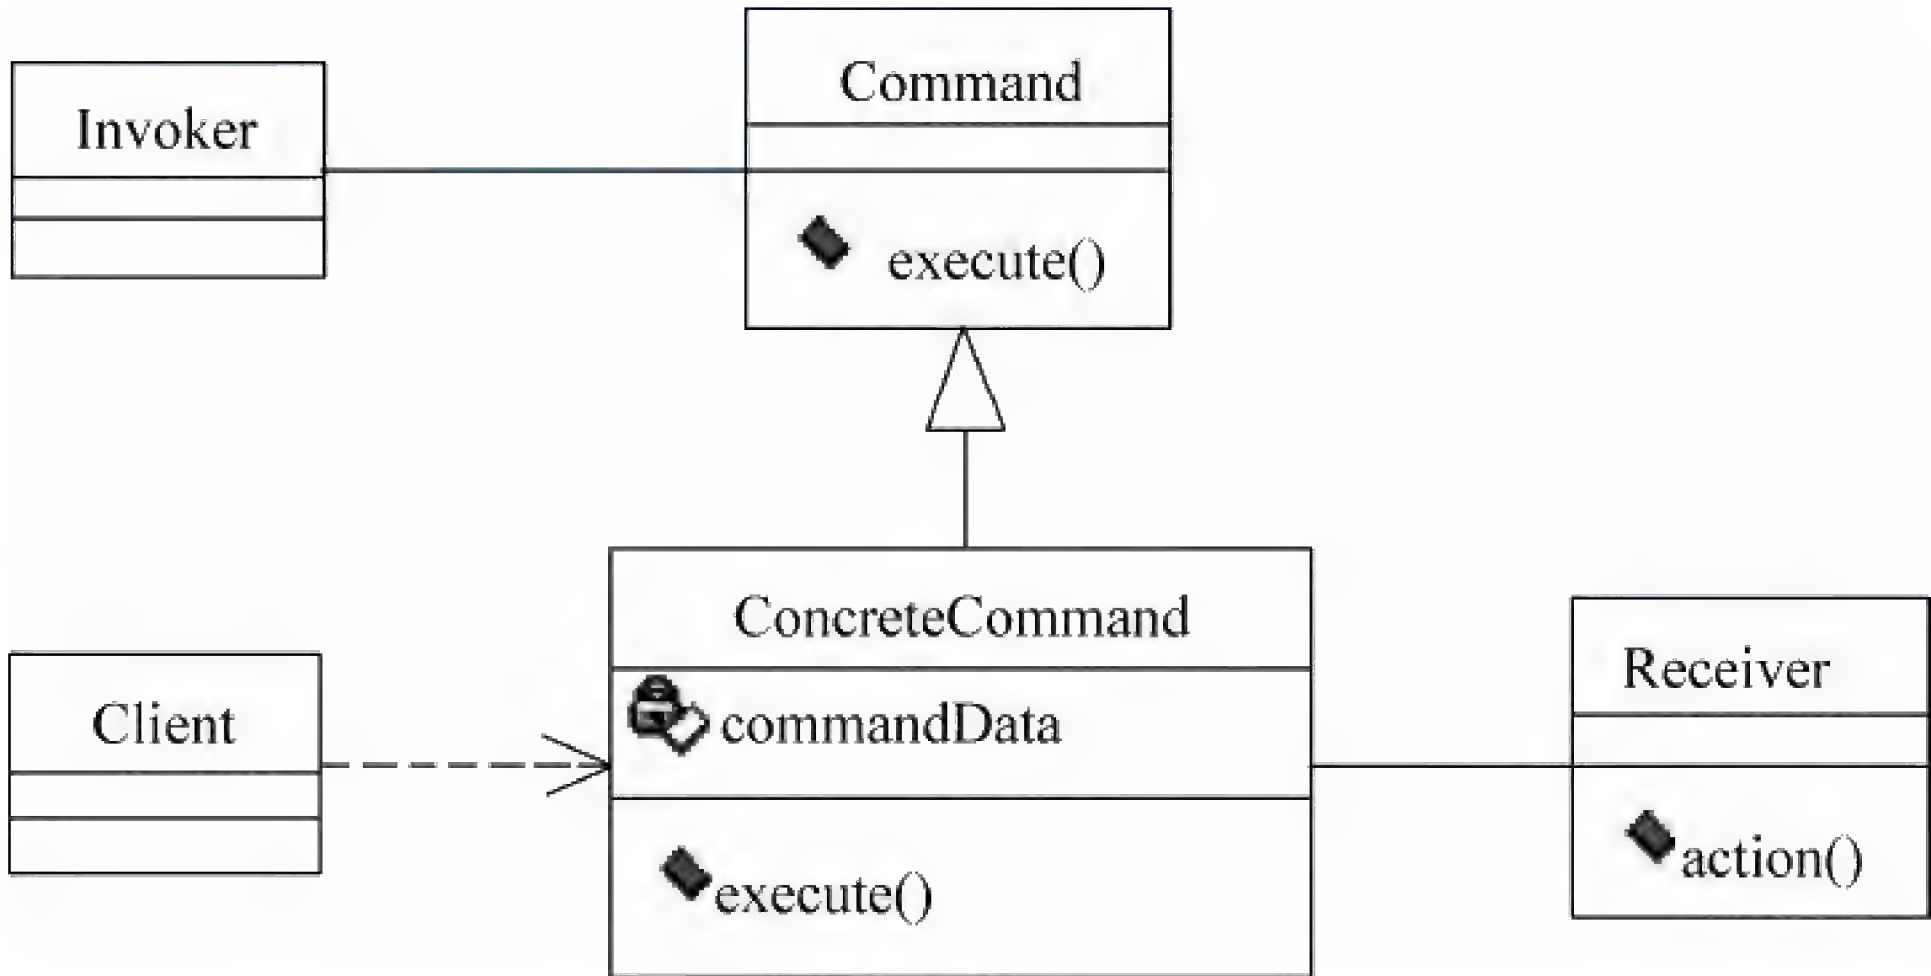 Invoker
Command
execute()
Client
ConcreteCommand
commandData
execute()
Receiver
action()